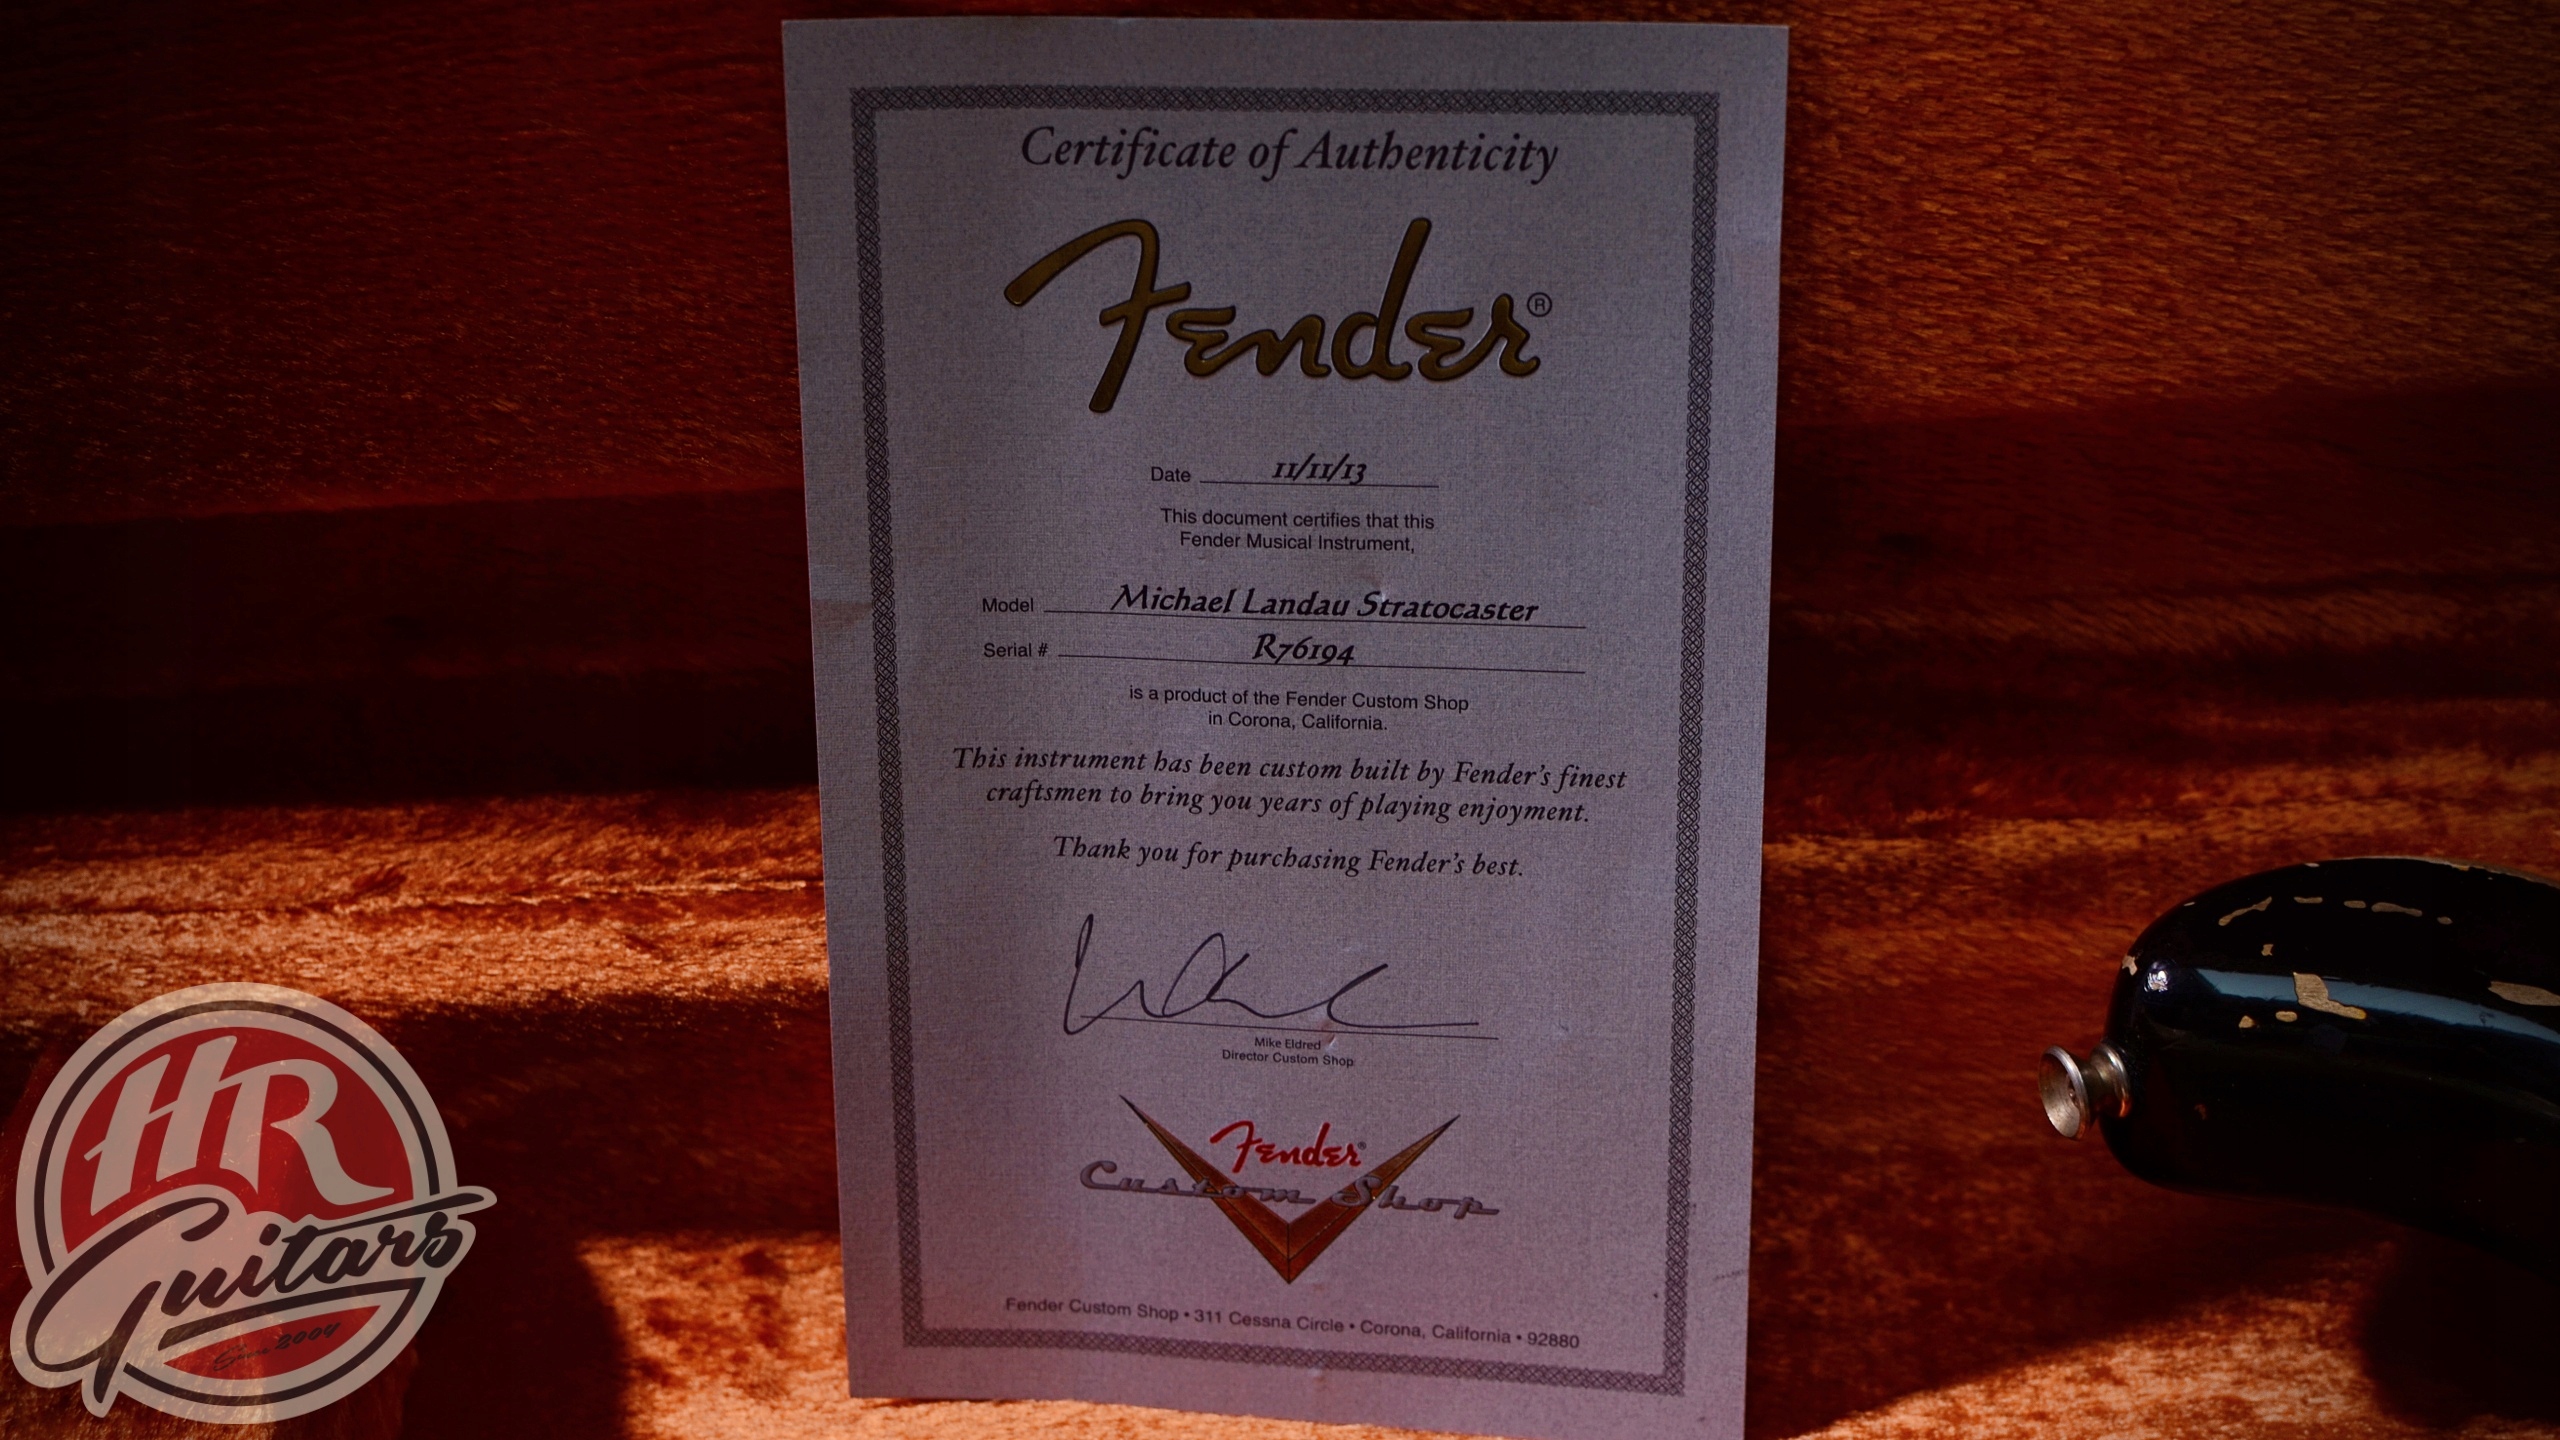 Certificate of Authenticity
Fender®
Date 11/11/13
This document certifies that this
Fender Musical Instrument,
Model Michael Landau Stratocaster
Serial # R76194
is a product of the Fender Custom Shop
in Corona, California.
This instrument has been custom built by Fender's finest
craftsmen to bring you years of playing enjoyment.
Thank you for purchasing Fender's best.
Mike Eldred
Director Custom Shop
Fender®
Custom Shop
Fender Custom Shop • 311 Cessna Circle • Corona, California • 92880
HR
Guitars
Since 2004